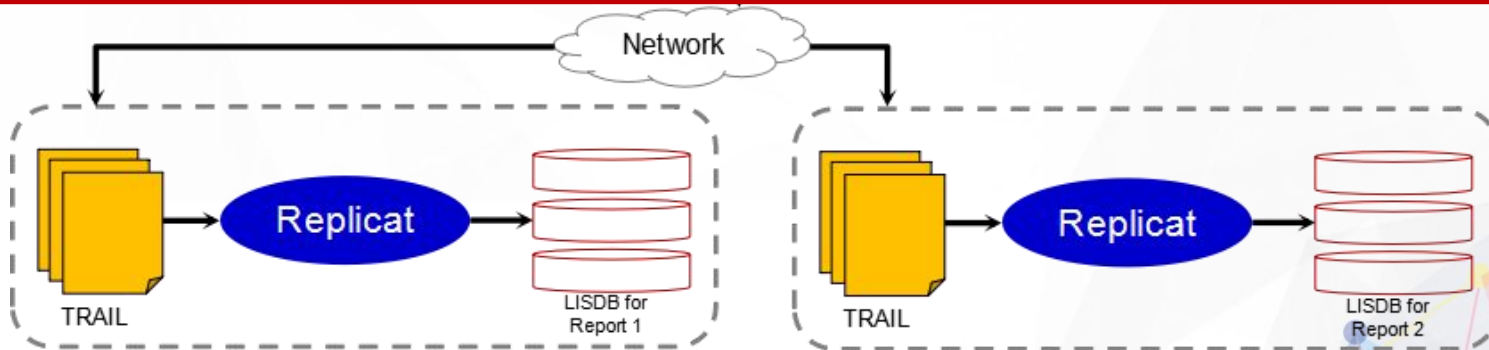 Network
Replicat
TRAIL
LISDB for
Report 1
Replicat
TRAIL
LISDB for
Report 2